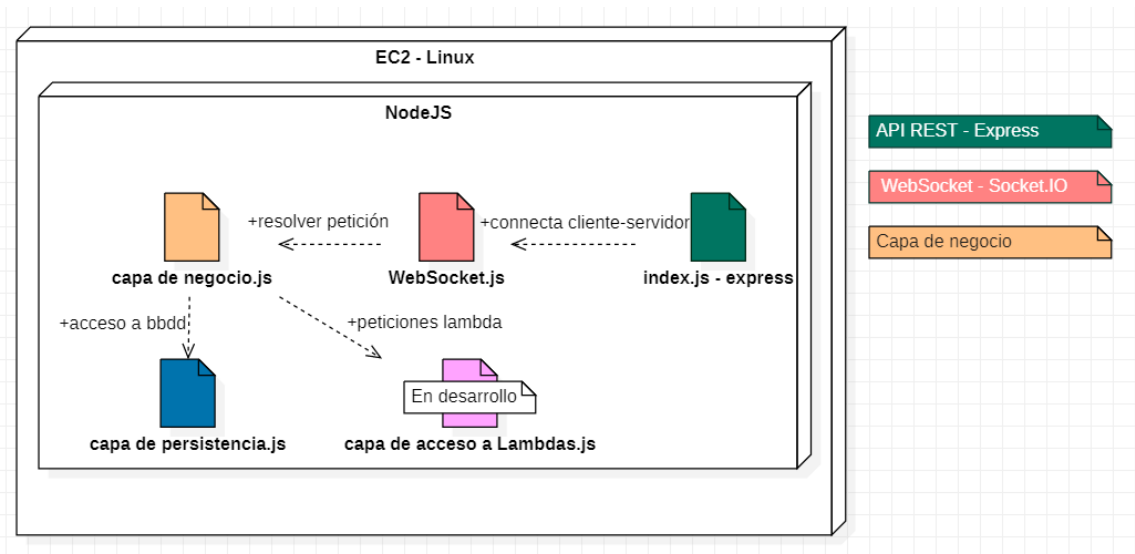 EC2 - Linux
NodeJS
API REST - Express
WebSocket - Socket.IO
Capa de negocio
+resolver petición
+connecta cliente-servidor
capa de negocio.js
WebSocket.js
index.js - express
+acceso a bbdd
+peticiones lambda
En desarrollo
capa de persistencia.js
capa de acceso a Lambdas.js